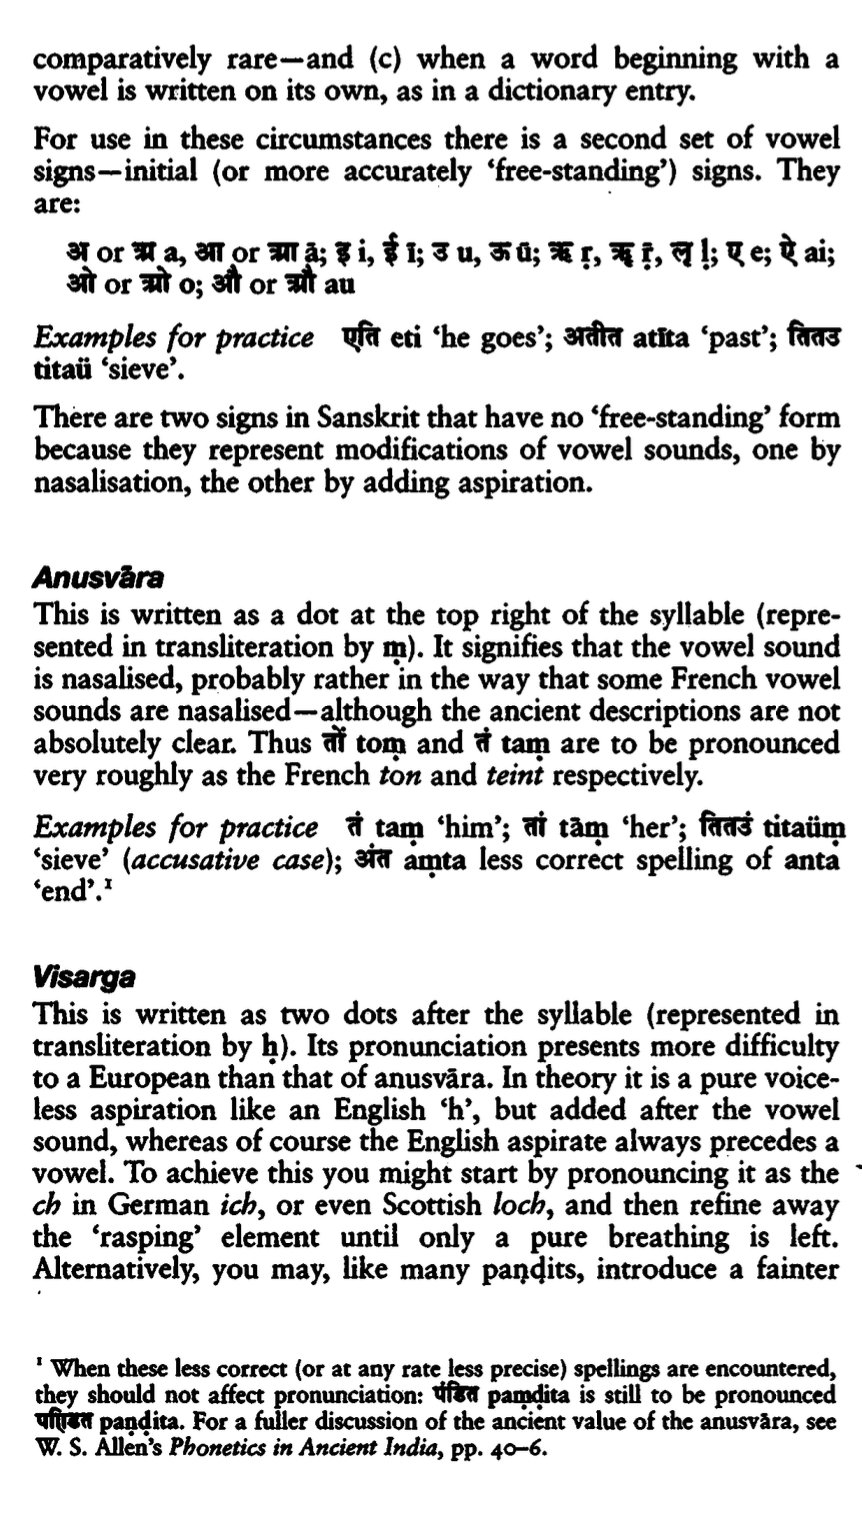 comparatively rare—and (c) when a word beginning with a
vowel is written on its own, as in a dictionary entry.
For use in these circumstances there is a second set of vowel
signs—initial (or more accurately ‘free-standing’) signs. They
are:
अ or म्र a, आ or म्रा ā; इ i, ई ī; उ u, ऊ ū; ऋ ṛ, ॠ ṝ, ऌ ḷ; ए e; ऐ ai;
ओ or म्रो o; औ or म्रौ au
Examples for practice एति eti ‘he goes’; अतीत atīta ‘past’; तितउ
titaü ‘sieve’.
There are two signs in Sanskrit that have no ‘free-standing’ form
because they represent modifications of vowel sounds, one by
nasalisation, the other by adding aspiration.
Anusvāra
This is written as a dot at the top right of the syllable (repre-
sented in transliteration by ṃ). It signifies that the vowel sound
is nasalised, probably rather in the way that some French vowel
sounds are nasalised—although the ancient descriptions are not
absolutely clear. Thus तों toṃ and तं taṃ are to be pronounced
very roughly as the French ton and teint respectively.
Examples for practice तं taṃ ‘him’; तां tāṃ ‘her’; तितउं titaüṃ
‘sieve’ (accusative case); अंत aṃta less correct spelling of anta
‘end’.¹
Visarga
This is written as two dots after the syllable (represented in
transliteration by ḥ). Its pronunciation presents more difficulty
to a European than that of anusvāra. In theory it is a pure voice-
less aspiration like an English ‘h’, but added after the vowel
sound, whereas of course the English aspirate always precedes a
vowel. To achieve this you might start by pronouncing it as the
ch in German ich, or even Scottish loch, and then refine away
the ‘rasping’ element until only a pure breathing is left.
Alternatively, you may, like many paṇḍits, introduce a fainter
¹ When these less correct (or at any rate less precise) spellings are encountered,
they should not affect pronunciation: पंडित paṃḍita is still to be pronounced
पण्डित paṇḍita. For a fuller discussion of the ancient value of the anusvāra, see
W. S. Allen’s Phonetics in Ancient India, pp. 40–6.